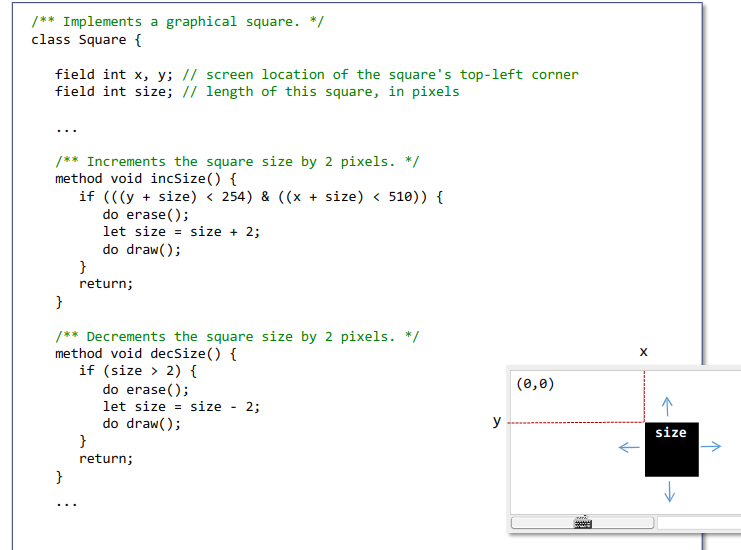 /** Implements a graphical square. */
class Square {
field int x, y; // screen location of the square's top-left corner
field int size; // length of this square, in pixels
...
/** Increments the square size by 2 pixels. */
method void incSize() {
if (((y + size) < 254) & ((x + size) < 510)) {
do erase();
let size = size + 2;
do draw();
}
return;
}
/** Decrements the square size by 2 pixels. */
method void decSize() {
if (size > 2) {
do erase();
let size = size - 2;
do draw();
}
return;
}
...
x
(0,0)
y
size